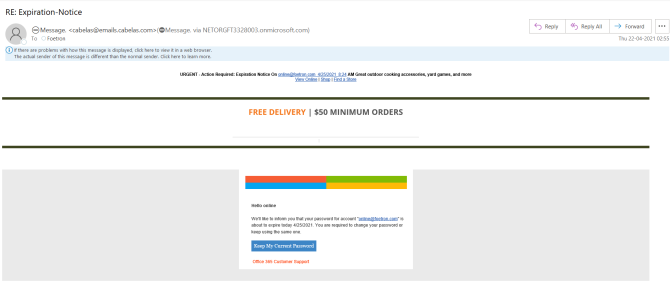 RE: Expiration-Notice
Message. <cabelas@emails.cabelas.com> (Message: via NETORGFT3328003.onmicrosoft.com)
To Foetron
Reply Reply All Forward ...
Thu 22-04-2021 02:55
If there are problems with how this message is displayed, click here to view it in a web browser.
The actual sender of this message is different than the normal sender. Click here to learn more.
URGENT - Action Required: Expiration Notice On online@foetron.com 4/25/2021 8:24 AM Great outdoor cooking accessories, yard games, and more
View Online | Shop | Find a Store
FREE DELIVERY | $50 MINIMUM ORDERS
Hello online
We'll like to inform you that your password for account "online@foetron.com" is
about to expire today 4/25/2021. You are required to change your password or
keep using the same one.
Keep My Current Password
Office 365 Customer Support